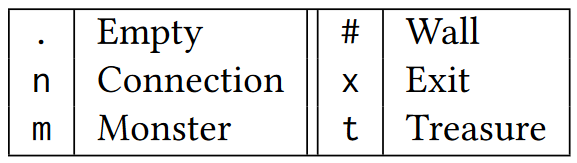 . Empty # Wall
n Connection x Exit
m Monster t Treasure